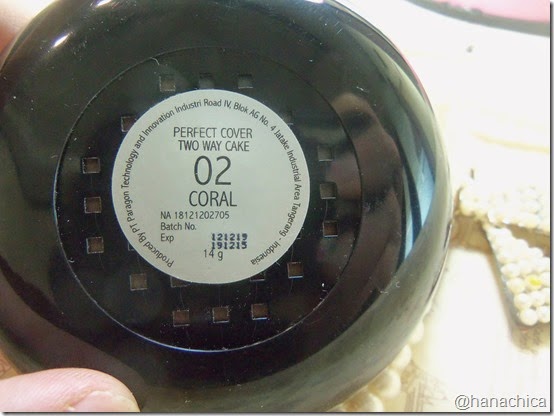 Produced By PT Paragon Technology and Innovation Industri Road IV, Blok AG No. 4 Jatake Industrial Area Tangerang - Indonesia
PERFECT COVER
TWO WAY CAKE
02
CORAL
NA 18121202705
Batch No. 121219
Exp 191215
14 g
@hanachica